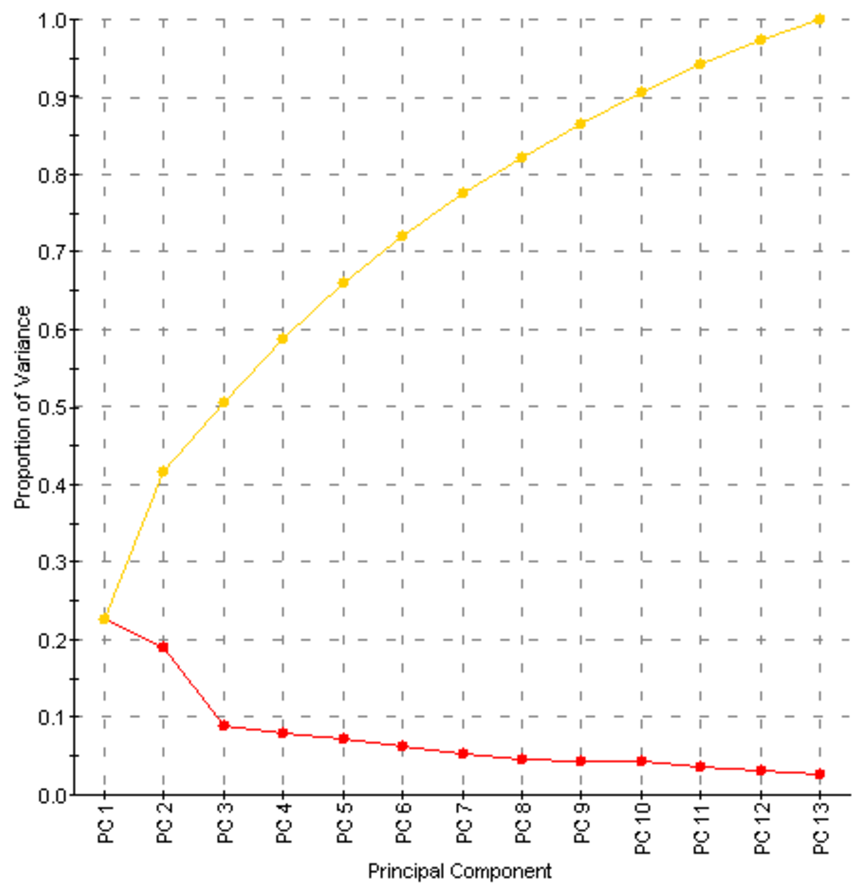 1.0
0.9
0.8
0.7
0.6
0.5
0.4
0.3
0.2
0.1
0.0
Proportion of Variance
PC 1
PC 2
PC 3
PC 4
PC 5
PC 6
PC 7
PC 8
PC 9
PC 10
PC 11
PC 12
PC 13
Principal Component